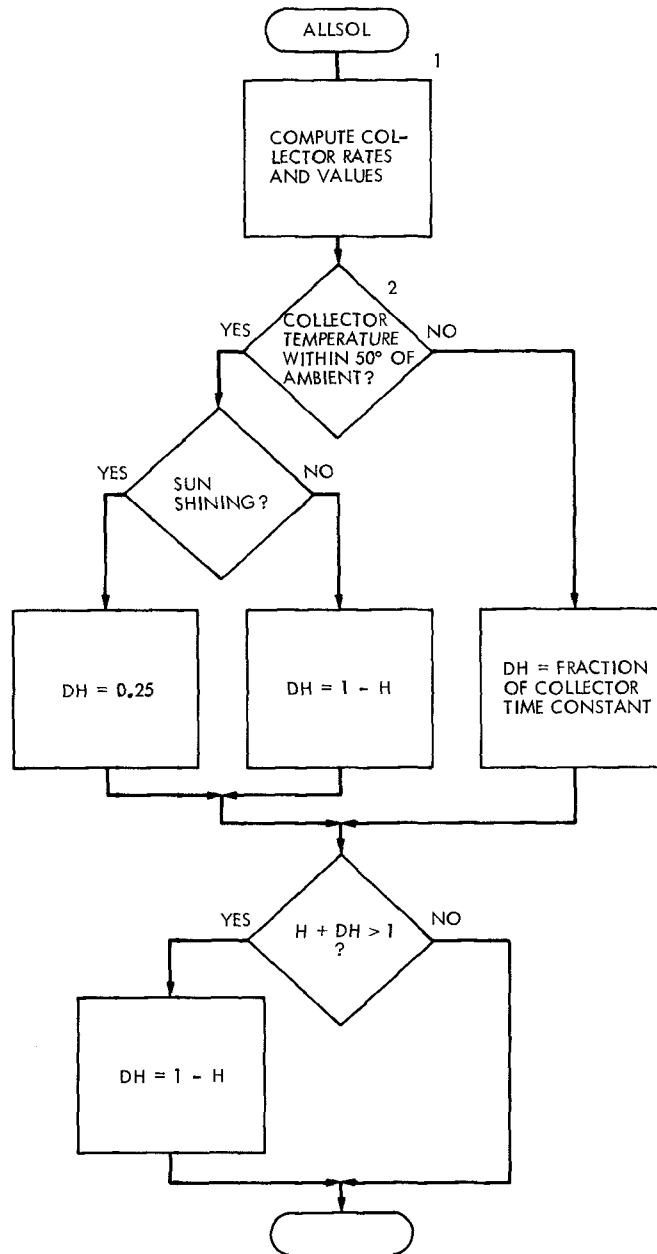 ALLSOL
1
COMPUTE COL-
LECTOR RATES
AND VALUES
2
YES
COLLECTOR
TEMPERATURE
WITHIN 50° OF
AMBIENT?
NO
YES
SUN
SHINING?
NO
DH = 0.25
DH = 1 - H
DH = FRACTION
OF COLLECTOR
TIME CONSTANT
YES
H + DH > 1
?
NO
DH = 1 - H